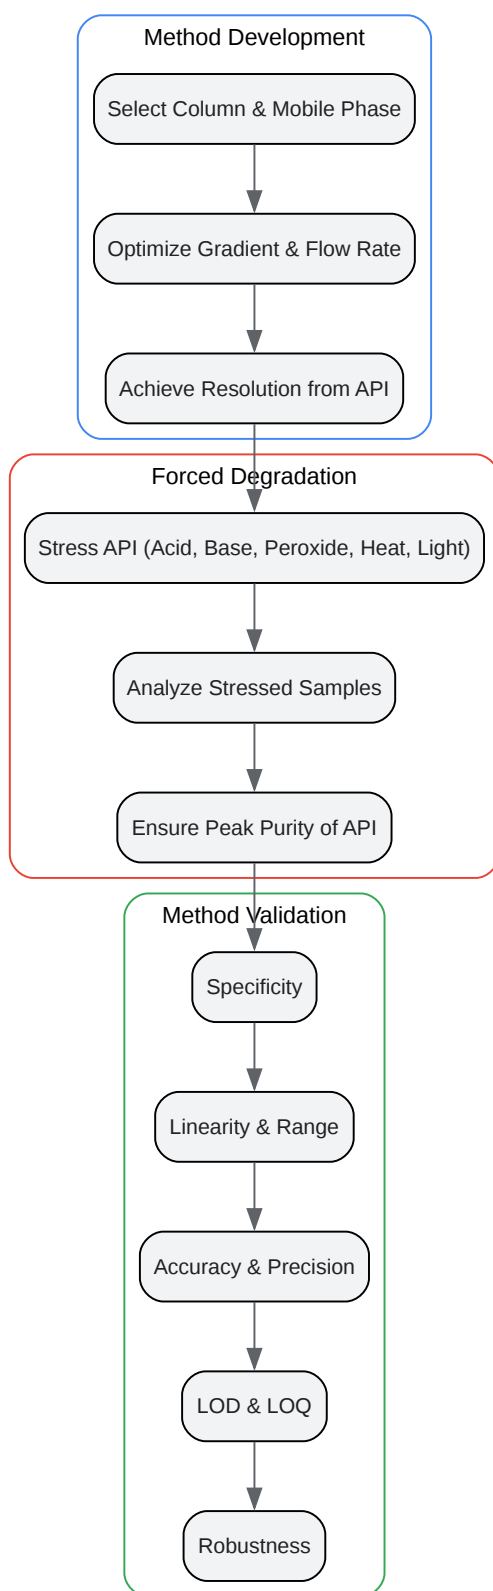 Method Development
Select Column & Mobile Phase
Optimize Gradient & Flow Rate
Achieve Resolution from API
Forced Degradation
Stress API (Acid, Base, Peroxide, Heat, Light)
Analyze Stressed Samples
Ensure Peak Purity of API
Method Validation
Specificity
Linearity & Range
Accuracy & Precision
LOD & LOQ
Robustness